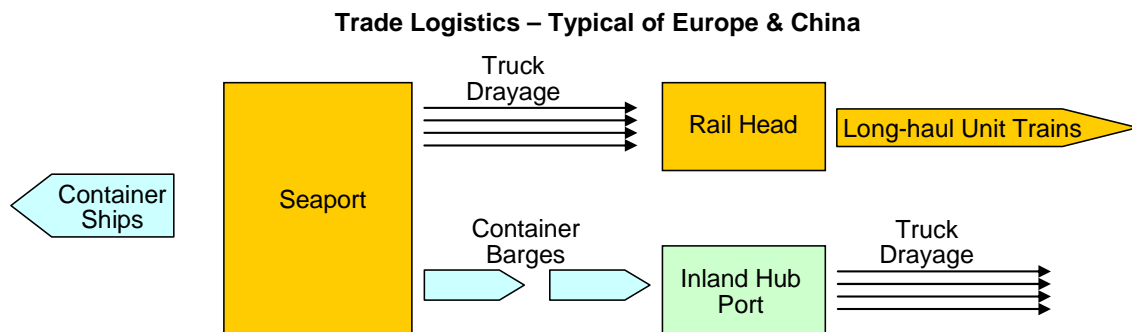 Trade Logistics – Typical of Europe & China
Truck
Drayage
Rail Head
Long-haul Unit Trains
Container
Ships
Seaport
Container
Barges
Inland Hub
Port
Truck
Drayage